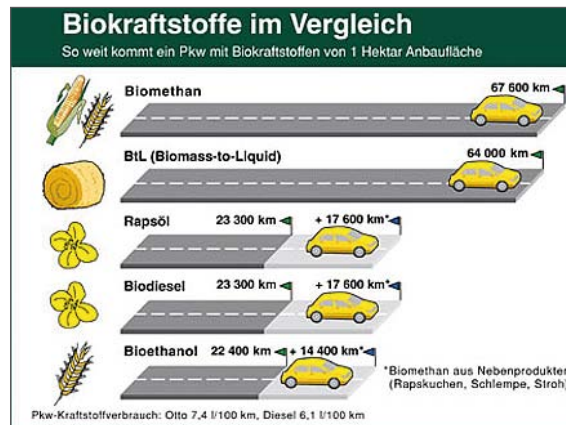 Biokraftstoffe im Vergleich
So weit kommt ein Pkw mit Biokraftstoffen von 1 Hektar Anbaufläche
Biomethan
67 600 km
BtL (Biomass-to-Liquid)
64 000 km
Rapsöl 23 300 km + 17 600 km*
Biodiesel 23 300 km + 17 600 km*
Bioethanol 22 400 km + 14 400 km*
*Biomethan aus Nebenprodukten
(Rapskuchen, Schlempe, Stroh)
Pkw-Kraftstoffverbrauch: Otto 7,4 l/100 km, Diesel 6,1 l/100 km